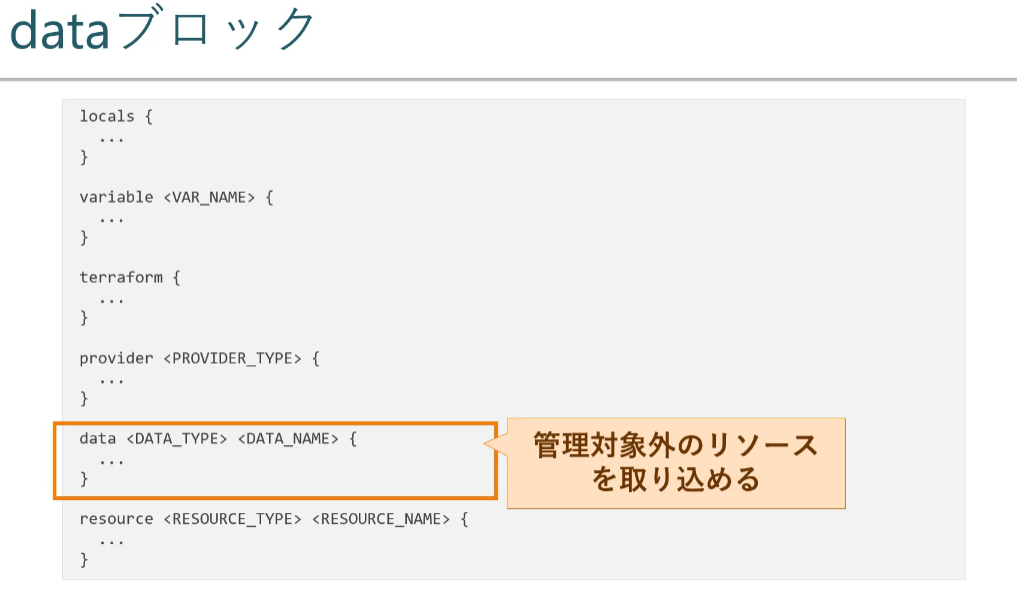 dataブロック
locals {
  ...
}
variable <VAR_NAME> {
  ...
}
terraform {
  ...
}
provider <PROVIDER_TYPE> {
  ...
}
data <DATA_TYPE> <DATA_NAME> {
  ...
}
管理対象外のリソース
を取り込める
resource <RESOURCE_TYPE> <RESOURCE_NAME> {
  ...
}